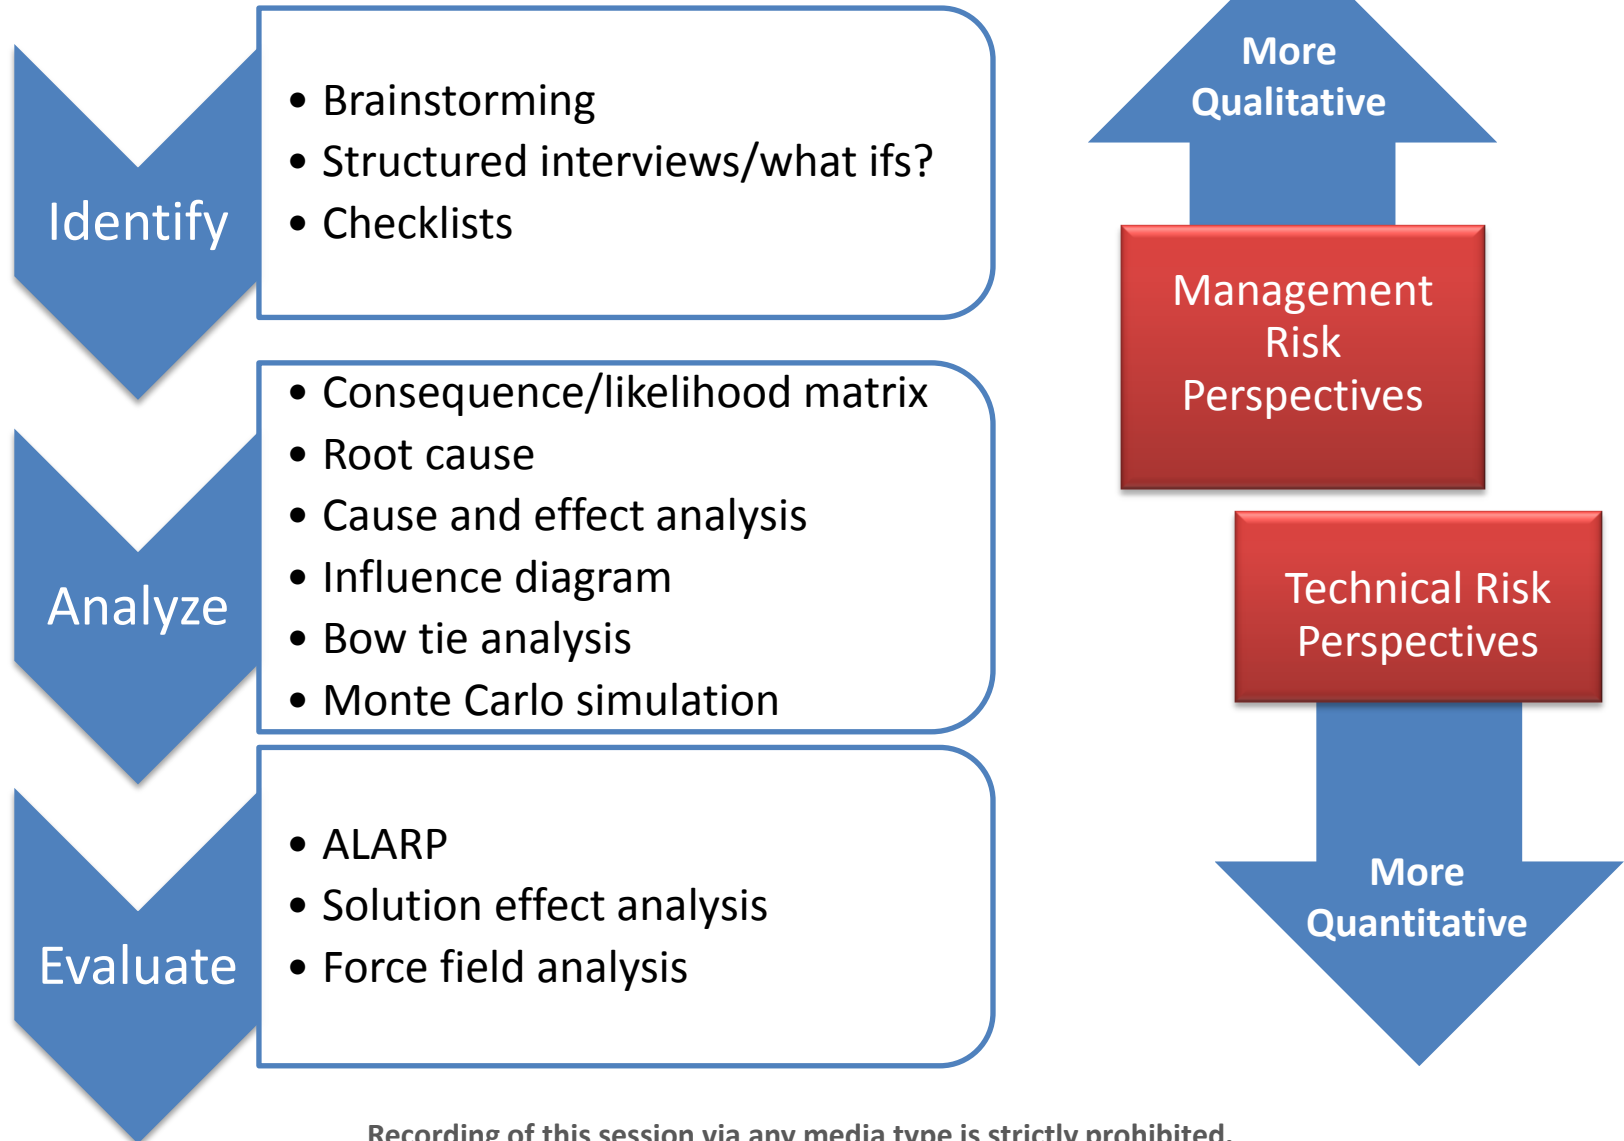 Identify
• Brainstorming
• Structured interviews/what ifs?
• Checklists
Analyze
• Consequence/likelihood matrix
• Root cause
• Cause and effect analysis
• Influence diagram
• Bow tie analysis
• Monte Carlo simulation
Evaluate
• ALARP
• Solution effect analysis
• Force field analysis
More
Qualitative
Management
Risk
Perspectives
Technical Risk
Perspectives
More
Quantitative
Recording of this session via any media type is strictly prohibited.